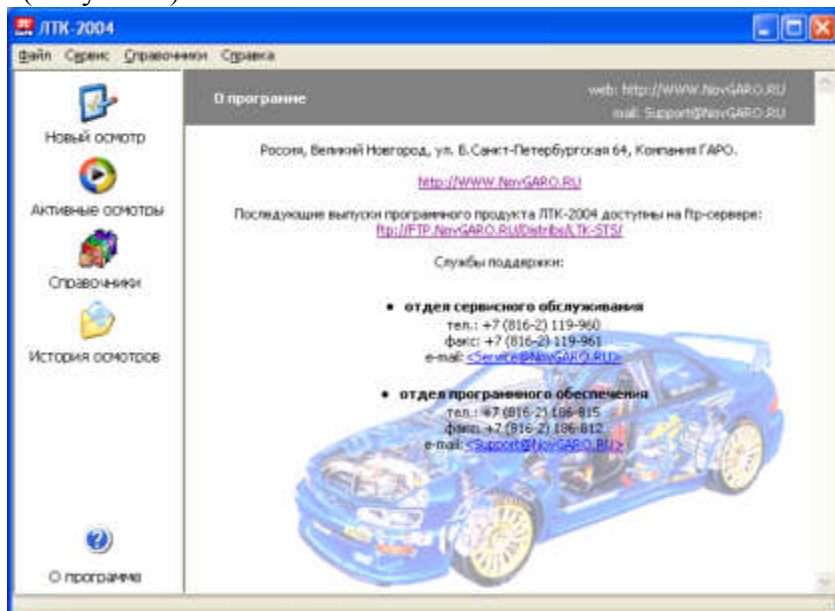 ЛТК-2004
Файл Сервис Справочники Справка
Новый осмотр
Активные осмотры
Справочники
История осмотров
О программе
О программе
web: http://WWW.NovGARO.RU
mail: Support@NovGARO.RU
Россия, Великий Новгород, ул. Б.Санкт-Петербургская 64, Компания ГАРО.
http://WWW.NovGARO.RU
Последующие выпуски программного продукта ЛТК-2004 доступны на ftp-сервере:
ftp://FTP.NovGARO.RU/Distribs/LTK-STS/
Службы поддержки:
• отдел сервисного обслуживания
тел.: +7 (816-2) 119-960
факс: +7 (816-2) 119-961
e-mail: <Service@NovGARO.RU>
• отдел программного обеспечения
тел.: +7 (816-2) 186-815
факс: +7 (816-2) 186-812
e-mail: <Support@NovGARO.RU>